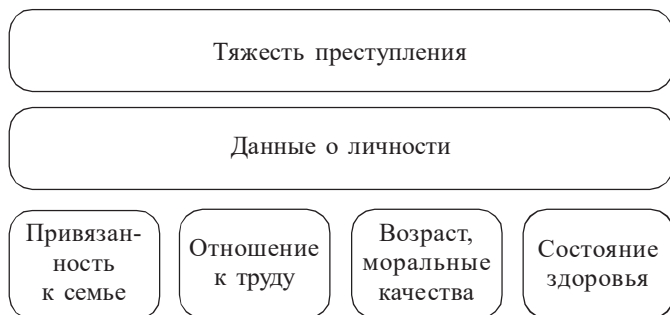 Тяжесть преступления
Данные о личности
Привязан-
ность
к семье
Отношение
к труду
Возраст,
моральные
качества
Состояние
здоровья